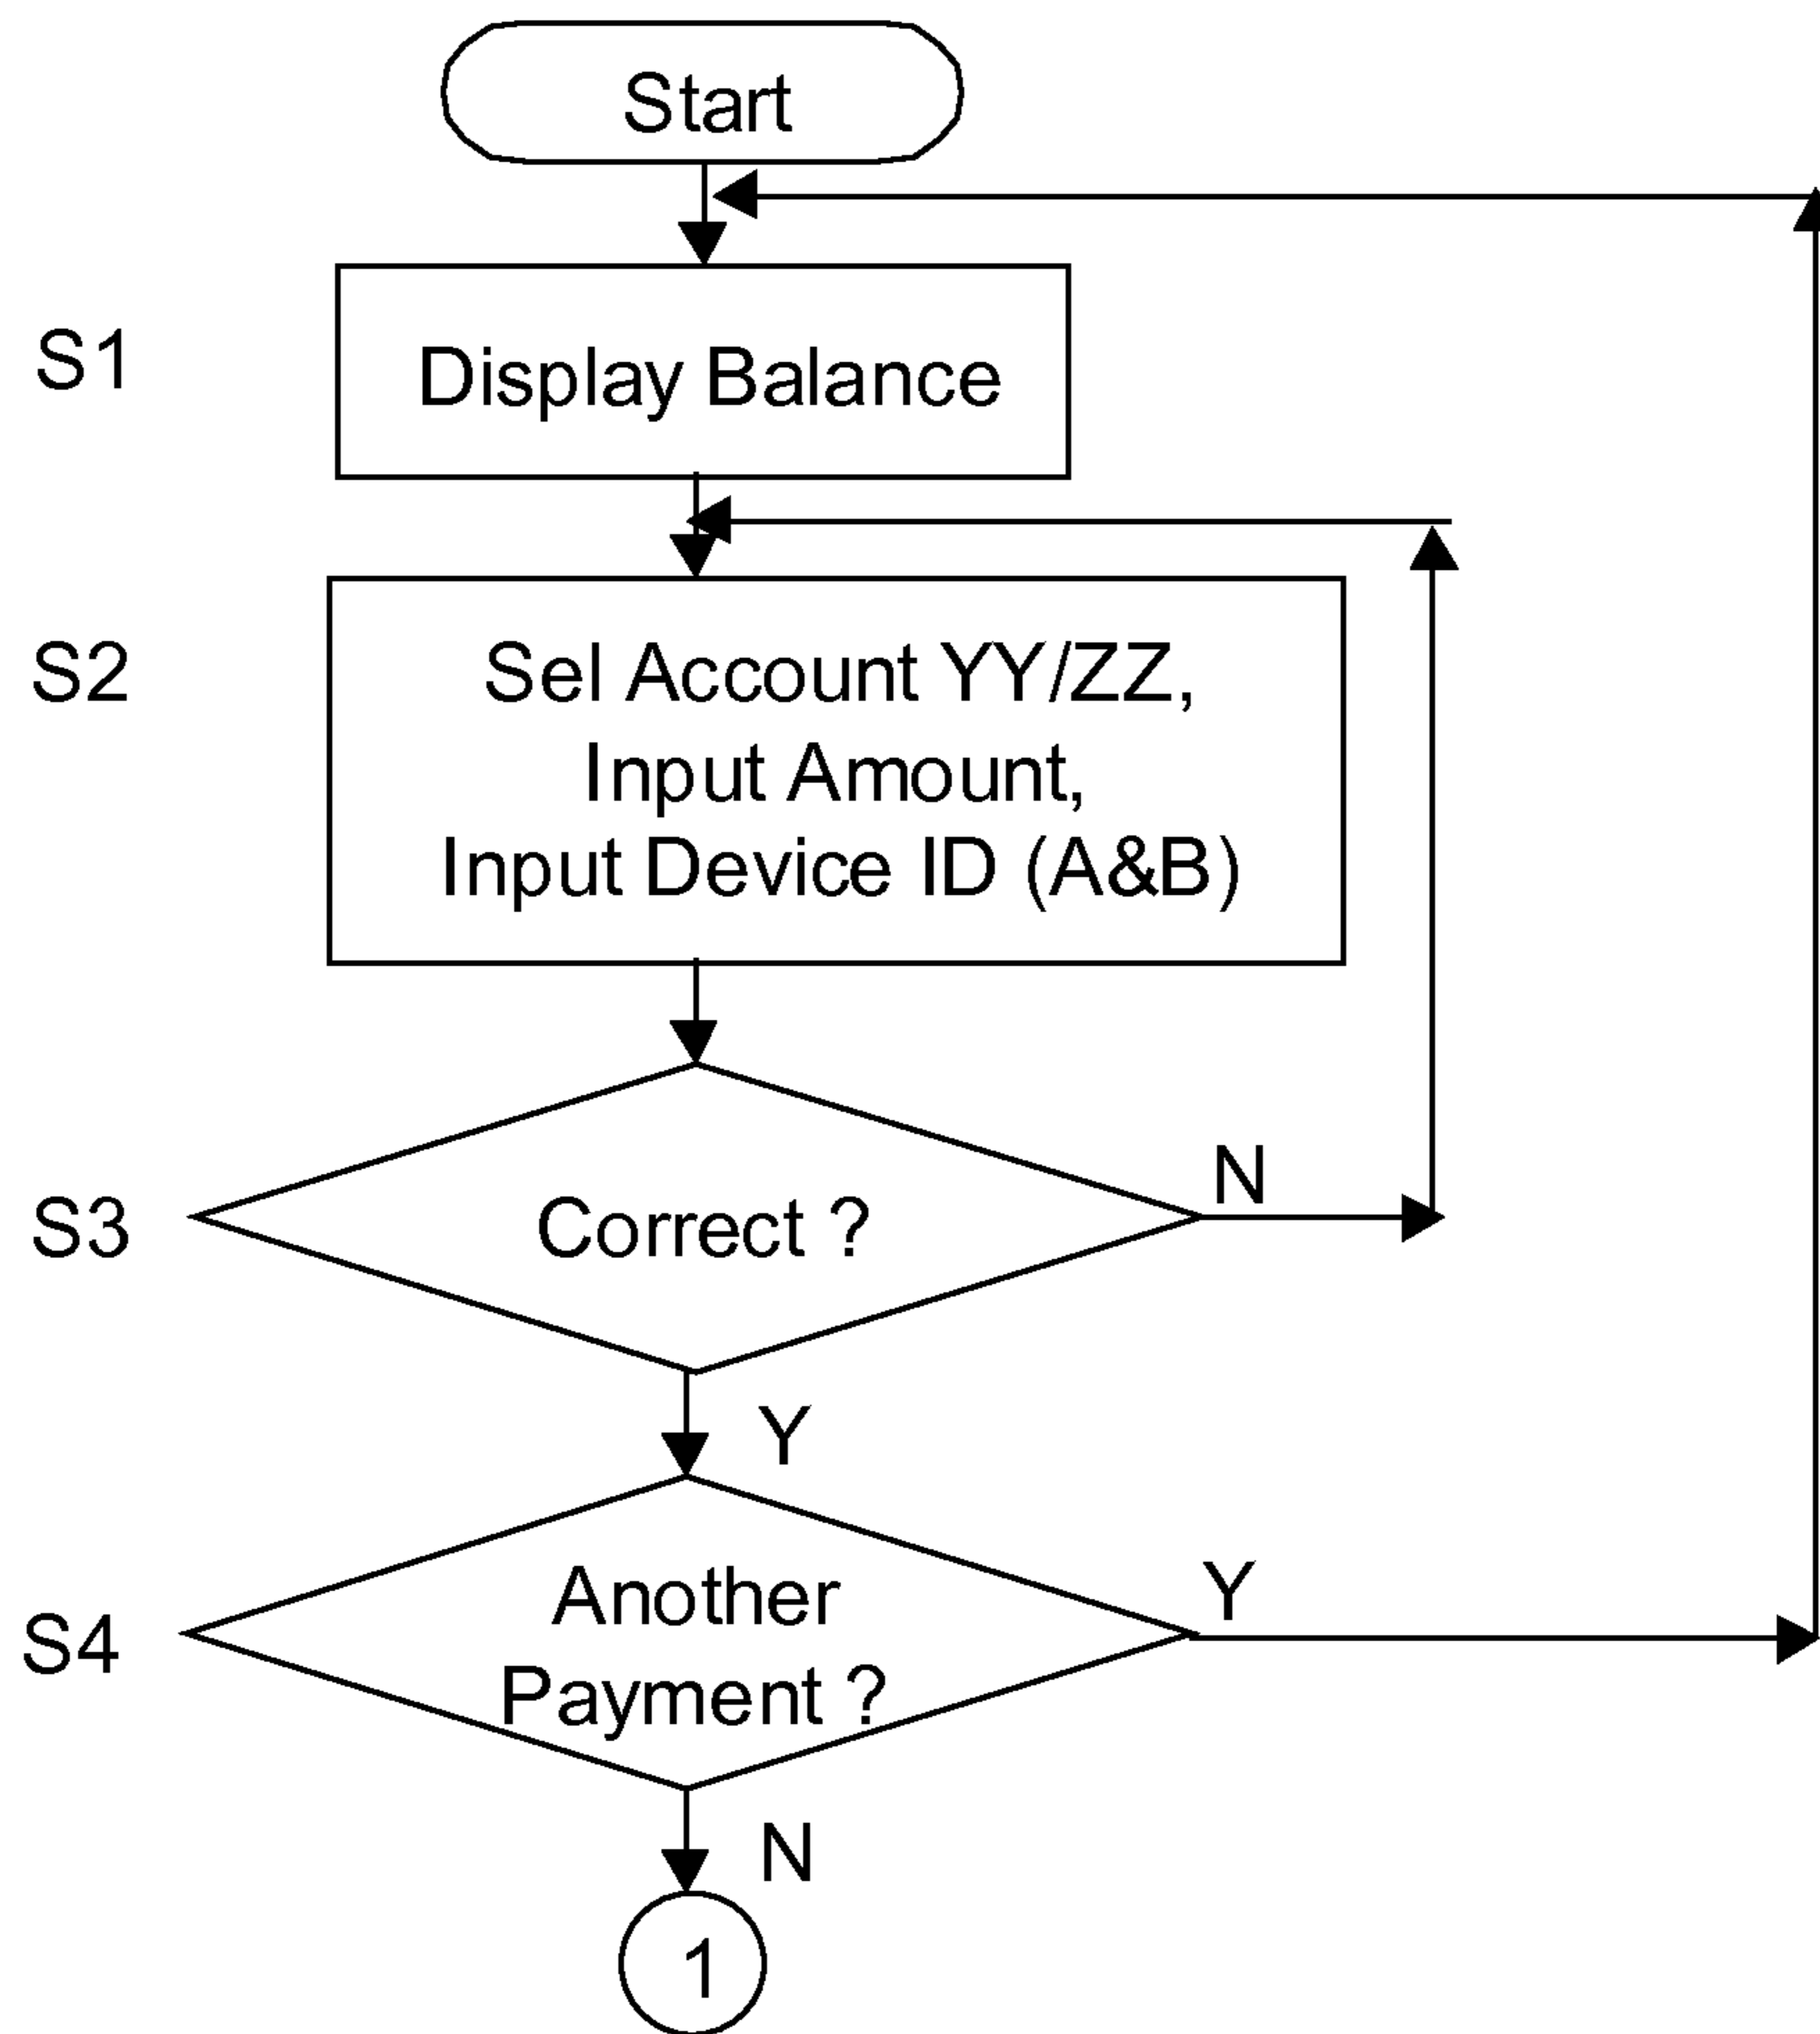 Start
S1
Display Balance
S2
Sel Account YY/ZZ,
Input Amount,
Input Device ID (A&B)
S3
Correct ?
N
Y
S4
Another
Payment ?
Y
N
1